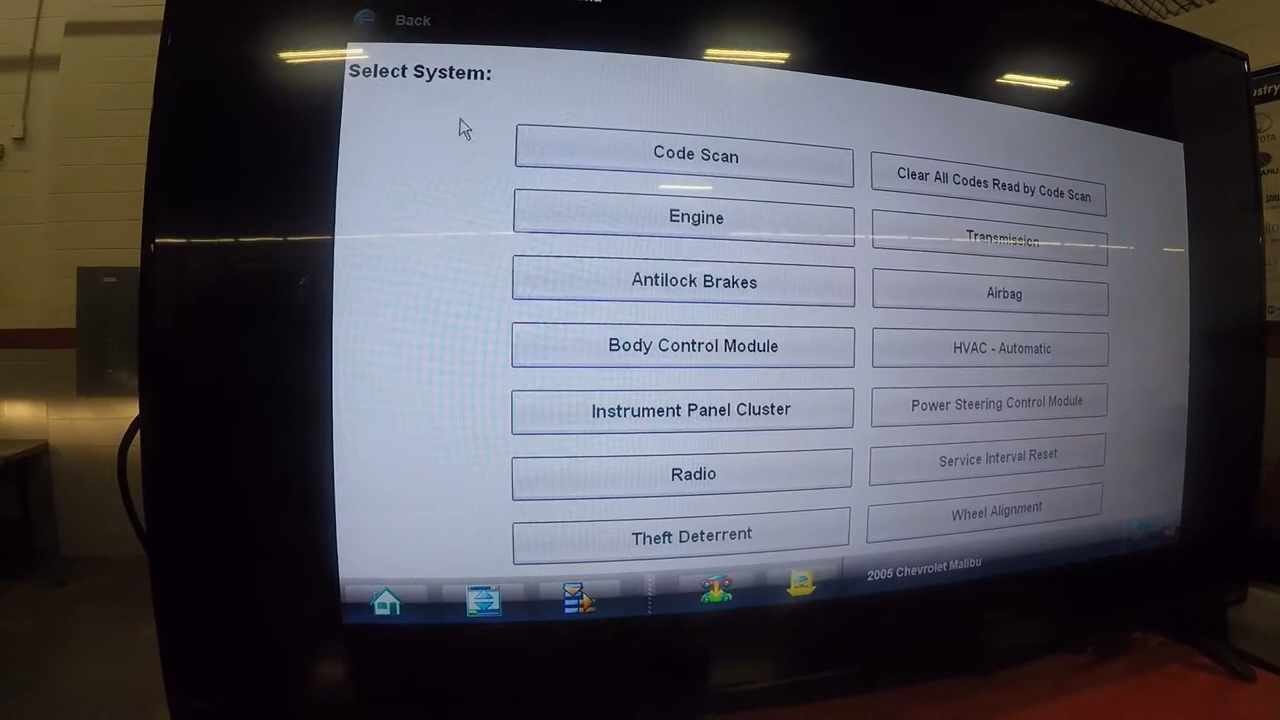 Back
Select System:
Code Scan
Clear All Codes Read by Code Scan
Engine
Transmission
Antilock Brakes
Airbag
Body Control Module
HVAC - Automatic
Instrument Panel Cluster
Power Steering Control Module
Radio
Service Interval Reset
Theft Deterrent
Wheel Alignment
2005 Chevrolet Malibu